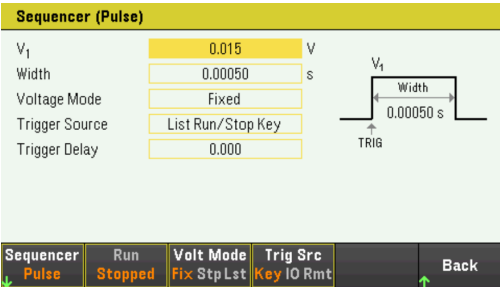 Sequencer (Pulse)
V1 0.015 V
Width 0.00050 s
Voltage Mode Fixed
Trigger Source List Run/Stop Key
Trigger Delay 0.000
V1
Width
0.00050 s
TRIG
Sequencer Run Volt Mode Trig Src
Pulse Stopped Fix Stp Lst Key IO Rmt Back